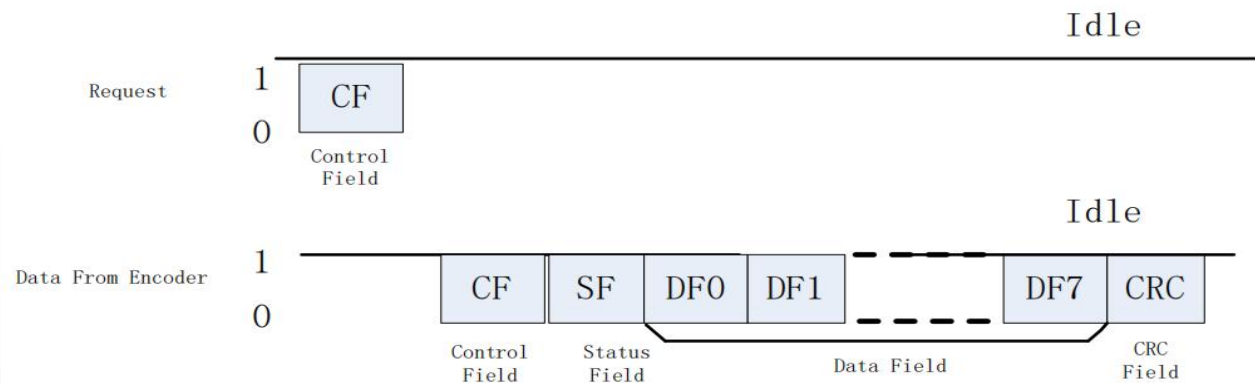 Idle
Request
1
0
CF
Control
Field
Idle
Data From Encoder
1
0
CF
SF
DF0
DF1
DF7
CRC
Control
Field
Status
Field
Data Field
CRC
Field